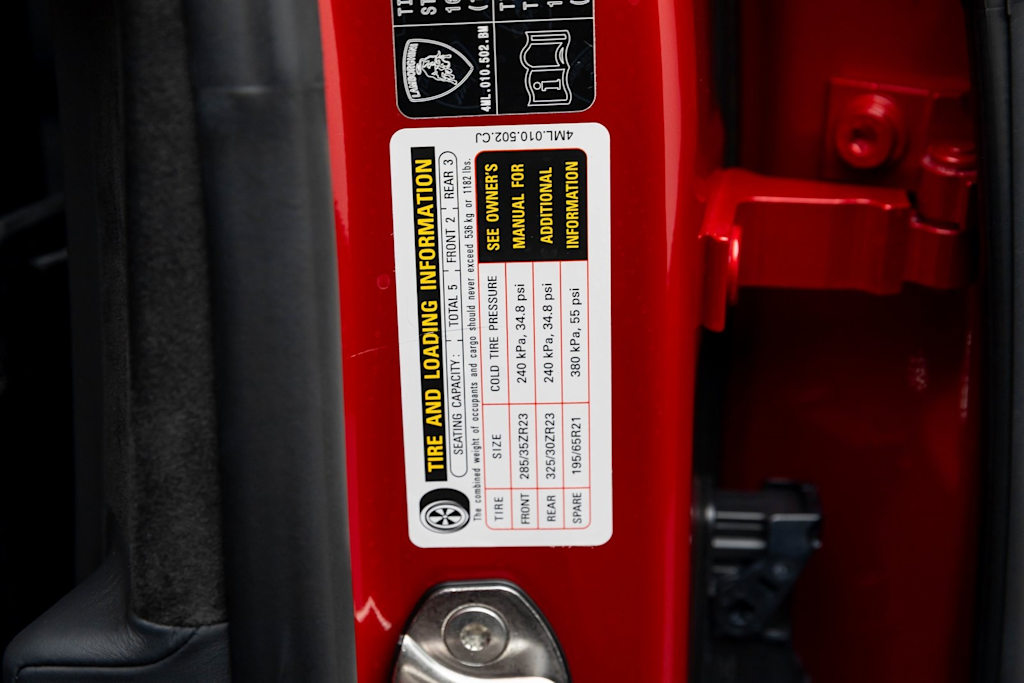 LAMBORGHINI
4ML.010.502.BM
4ML.010.502.CJ
TIRE AND LOADING INFORMATION
SEATING CAPACITY: TOTAL 5 FRONT 2 REAR 3
The combined weight of occupants and cargo should never exceed 536 kg or 1182 lbs.
TIRE SIZE COLD TIRE PRESSURE
FRONT 285/35ZR23 240 kPa, 34.8 psi
REAR 325/30ZR23 240 kPa, 34.8 psi
SPARE 195/65R21 380 kPa, 55 psi
SEE OWNER'S
MANUAL FOR
ADDITIONAL
INFORMATION